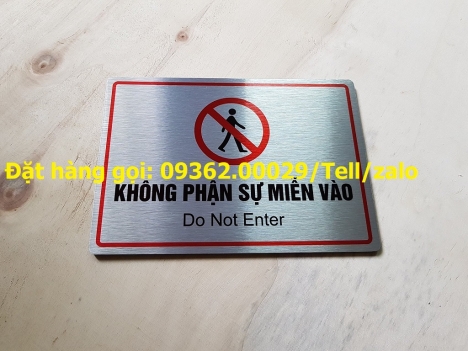 Đặt hàng gọi: 09362.00029/Tell/zalo
KHÔNG PHẬN SỰ MIỄN VÀO
Do Not Enter